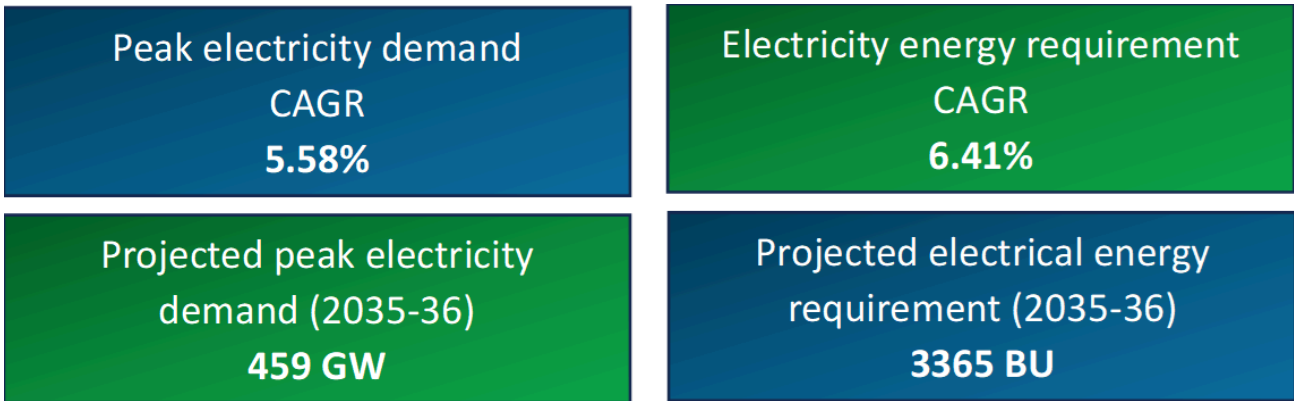 Peak electricity demand
CAGR
5.58%
Electricity energy requirement
CAGR
6.41%
Projected peak electricity
demand (2035-36)
459 GW
Projected electrical energy
requirement (2035-36)
3365 BU